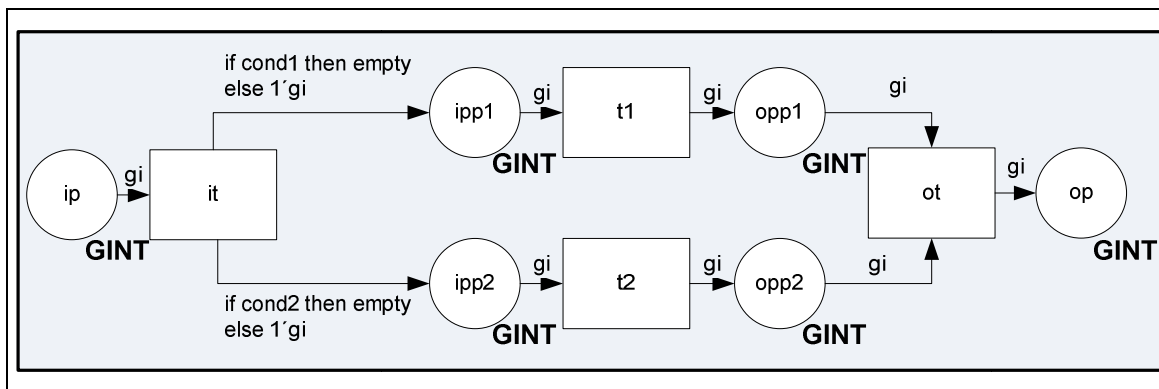 if cond1 then empty
else 1´gi
ip
GINT
gi
it
ipp1
GINT
gi
t1
gi
opp1
GINT
gi
ot
gi
op
GINT
if cond2 then empty
else 1´gi
ipp2
GINT
gi
t2
gi
opp2
GINT
gi